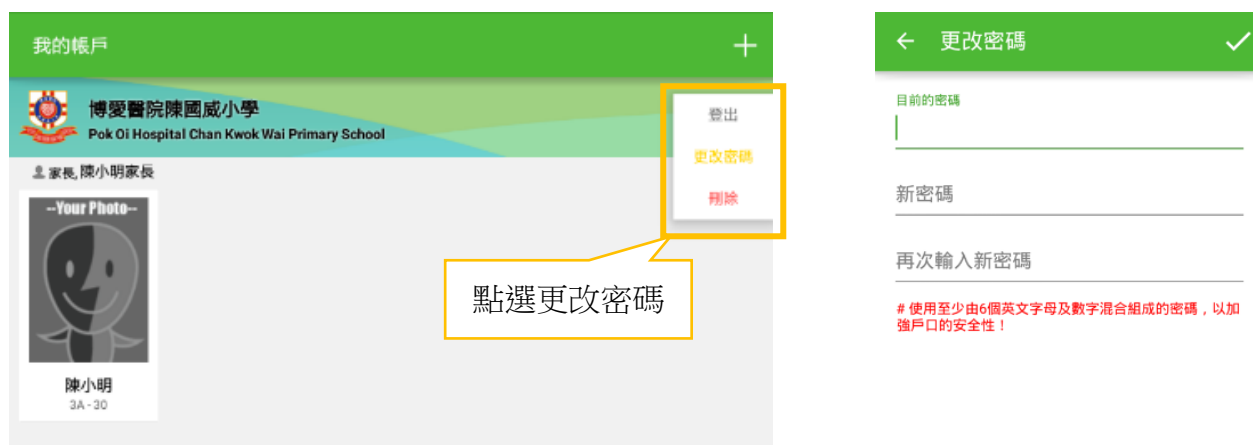 我的帳戶
博愛醫院陳國威小學
Pok Oi Hospital Chan Kwok Wai Primary School
登出
更改密碼
刪除
家長, 陳小明家長
--Your Photo--
點選更改密碼
陳小明
3A - 30
更改密碼
目前的密碼
新密碼
再次輸入新密碼
# 使用至少由6個英文字母及數字混合組成的密碼，以加
強戶口的安全性！